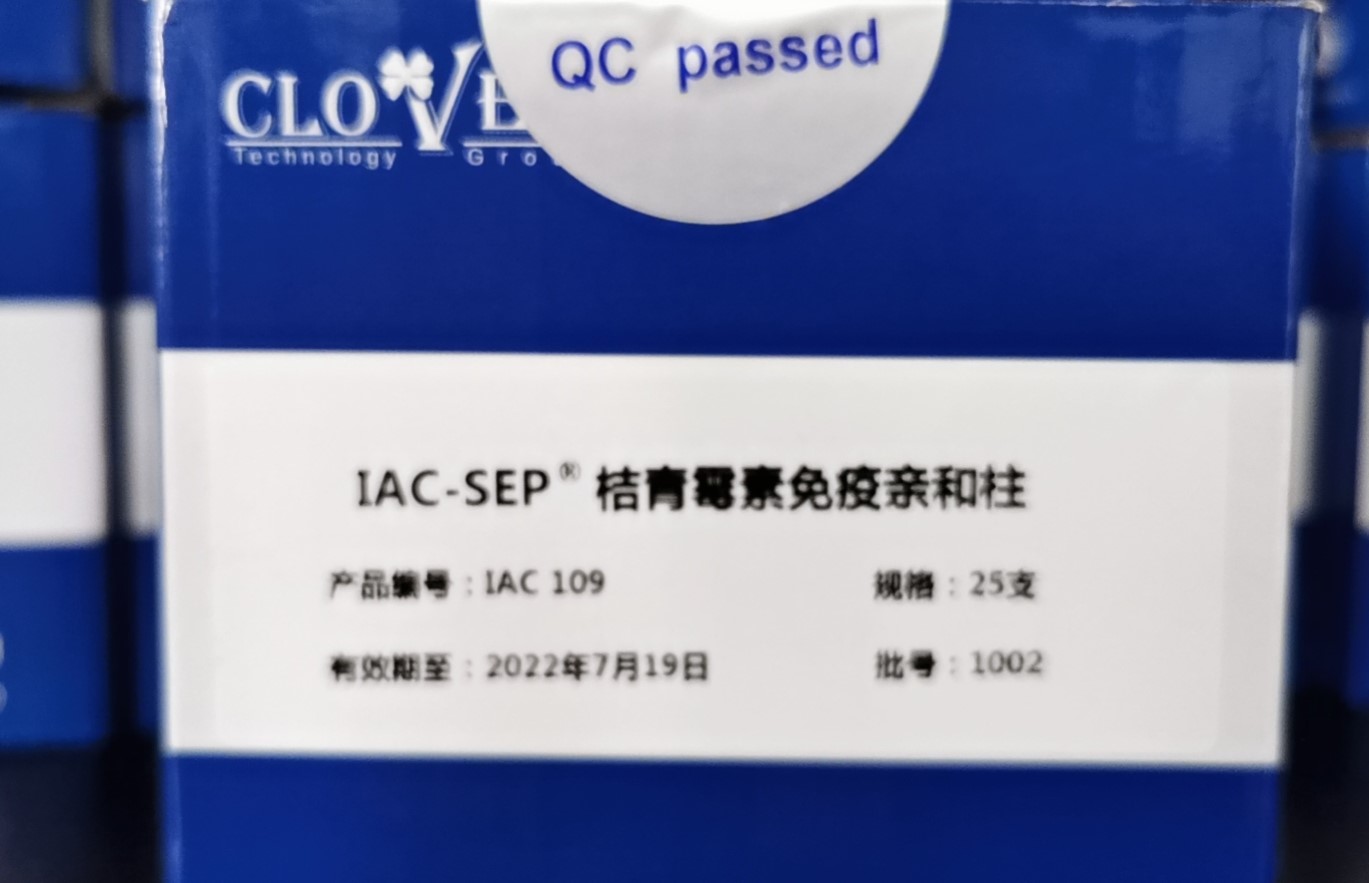 QC passed
CLOVE
Technology Gro
IAC-SEP® 桔青霉素免疫亲和柱
产品编号：IAC 109
规格：25支
有效期至：2022年7月19日
批号：1002